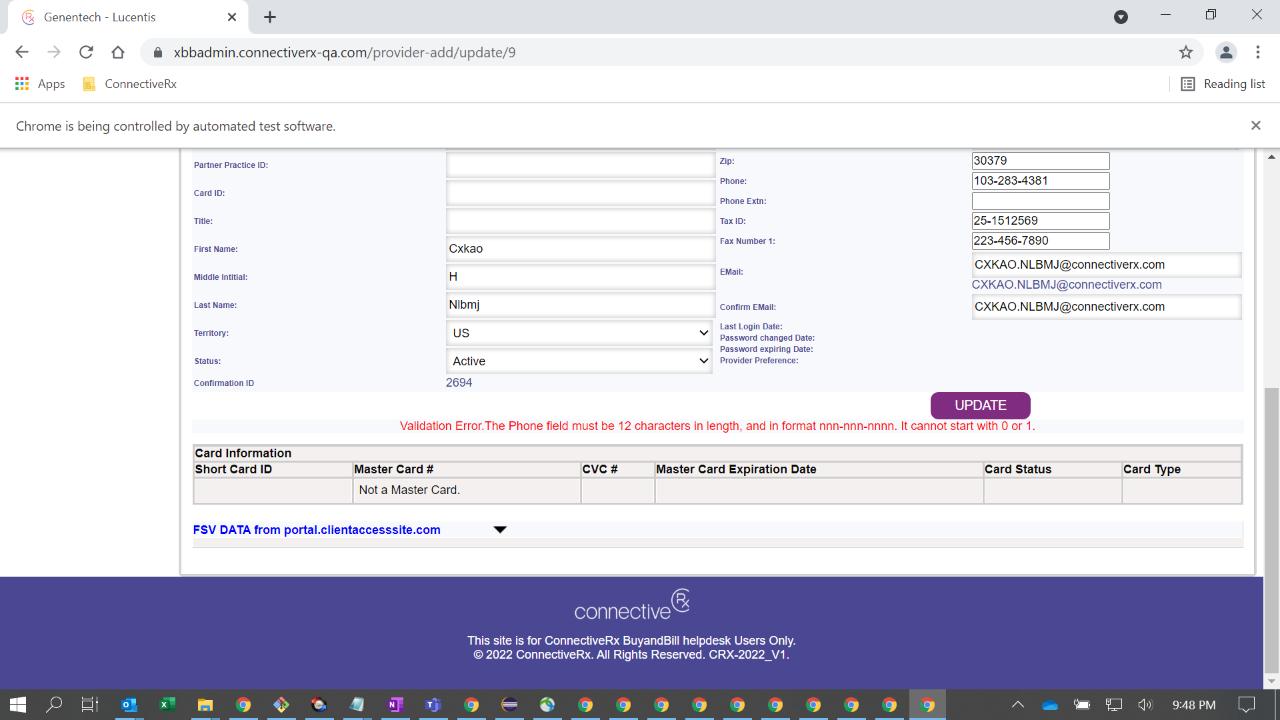 Genentech - Lucentis
xbbadmin.connectiverx-qa.com/provider-add/update/9
Apps
ConnectiveRx
Reading list
Chrome is being controlled by automated test software.
Partner Practice ID:
Card ID:
Title:
First Name: Cxkao
Middle Intitial: H
Last Name: Nlbmj
Territory: US
Status: Active
Confirmation ID 2694
Zip: 30379
Phone: 103-283-4381
Phone Extn:
Tax ID: 25-1512569
Fax Number 1: 223-456-7890
EMail: CXKAO.NLBMJ@connectiverx.com
CXKAO.NLBMJ@connectiverx.com
Confirm EMail: CXKAO.NLBMJ@connectiverx.com
Last Login Date:
Password changed Date:
Password expiring Date:
Provider Preference:
UPDATE
Validation Error.The Phone field must be 12 characters in length, and in format nnn-nnn-nnnn. It cannot start with 0 or 1.
Card Information
Short Card ID Master Card # CVC # Master Card Expiration Date Card Status Card Type
Not a Master Card.
FSV DATA from portal.clientaccesssite.com
connective Rx
This site is for ConnectiveRx BuyandBill helpdesk Users Only.
© 2022 ConnectiveRx. All Rights Reserved. CRX-2022_V1.
9:48 PM